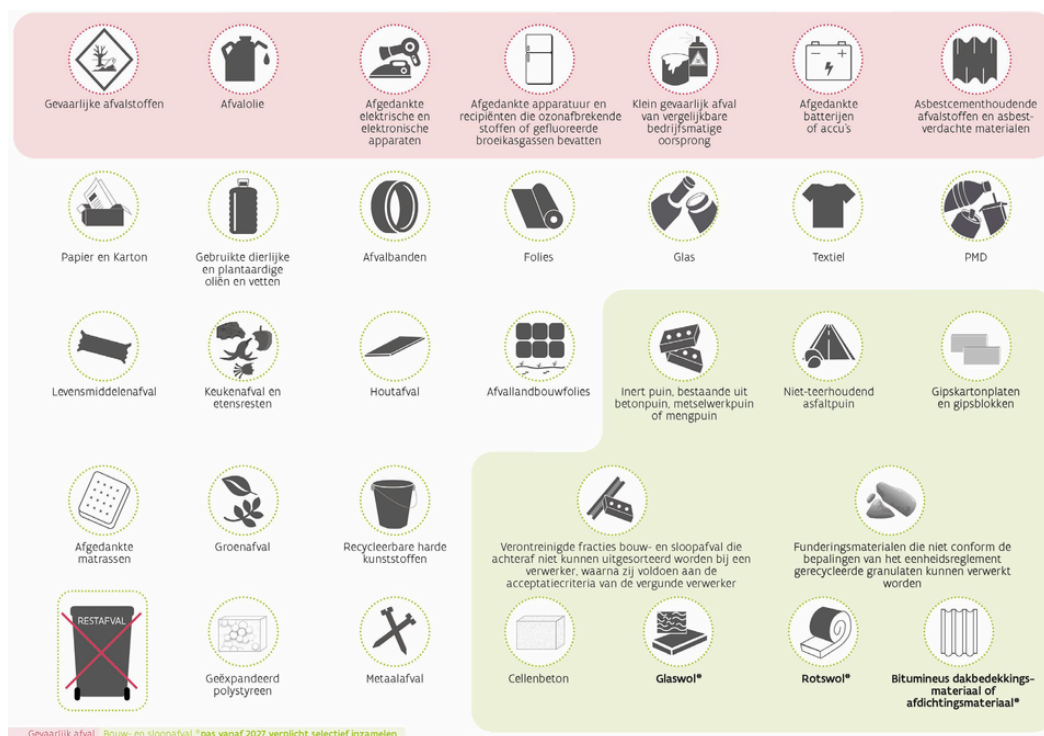 Gevaarlijke afvalstoffen
Afvalolie
Afgedankte
elektrische en
elektronische
apparaten
Afgedankte apparatuur en
recipiënten die ozonafbrekende
stoffen of gefluoreerde
broeikasgassen bevatten
Klein gevaarlijk afval
van vergelijkbare
bedrijfsmatige
oorsprong
Afgedankte
batterijen
of accu's
Asbestcementhoudende
afvalstoffen en asbest-
verdachte materialen
Papier en Karton
Gebruikte dierlijke
en plantaardige
oliën en vetten
Afvalbanden
Folies
Glas
Textiel
PMD
Levensmiddelenafval
Keukenafval en
etensresten
Houtafval
Afvallandbouwfolies
Inert puin, bestaande uit
betonpuin, metselwerkpuin
of mengpuin
Niet-teerhoudend
asfaltpuin
Gipskartonplaten
en gipsblokken
Afgedankte
matrassen
Groenafval
Recycleerbare harde
kunststoffen
Verontreinigde fracties bouw- en sloopafval die
achteraf niet kunnen uitgesorteerd worden bij een
verwerker, waarna zij voldoen aan de
acceptatiecriteria van de vergunde verwerker
Funderingsmaterialen die niet conform de
bepalingen van het eenheidsreglement
gerecycleerde granulaten kunnen verwerkt
worden
RESTAFVAL
Geëxpandeerd
polystyreen
Metaalafval
Cellenbeton
Glaswol*
Rotswol*
Bitumineus dakbedekkings-
materiaal of
afdichtingsmateriaal*
Gevaarlijk afval Bouw- en sloopafval *pas vanaf 2027 verplicht selectief inzamelen